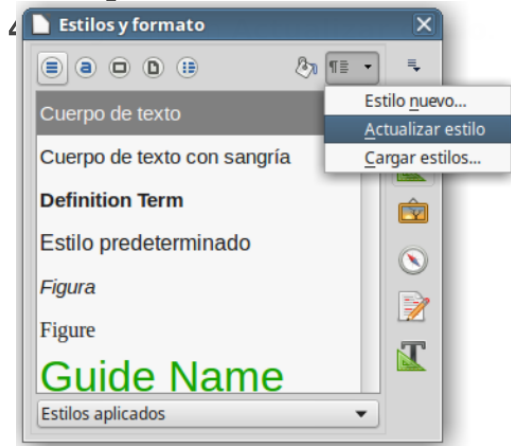 4
Estilos y formato
Estilo nuevo...
Actualizar estilo
Cargar estilos...
Cuerpo de texto
Cuerpo de texto con sangría
Definition Term
Estilo predeterminado
Figura
Figure
Guide Name
Estilos aplicados